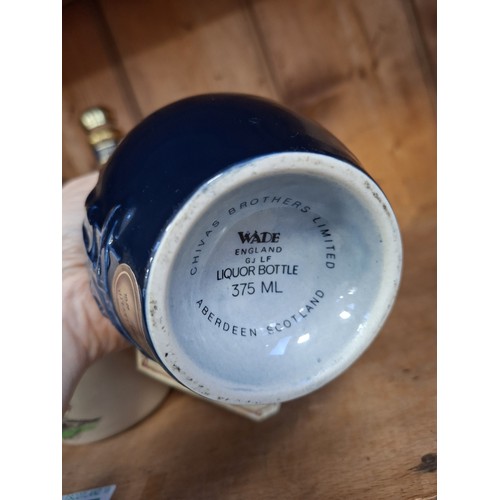 CHIVAS BROTHERS LIMITED
WADE
ENGLAND
GJ LF
LIQUOR BOTTLE
375 ML
ABERDEEN SCOTLAND